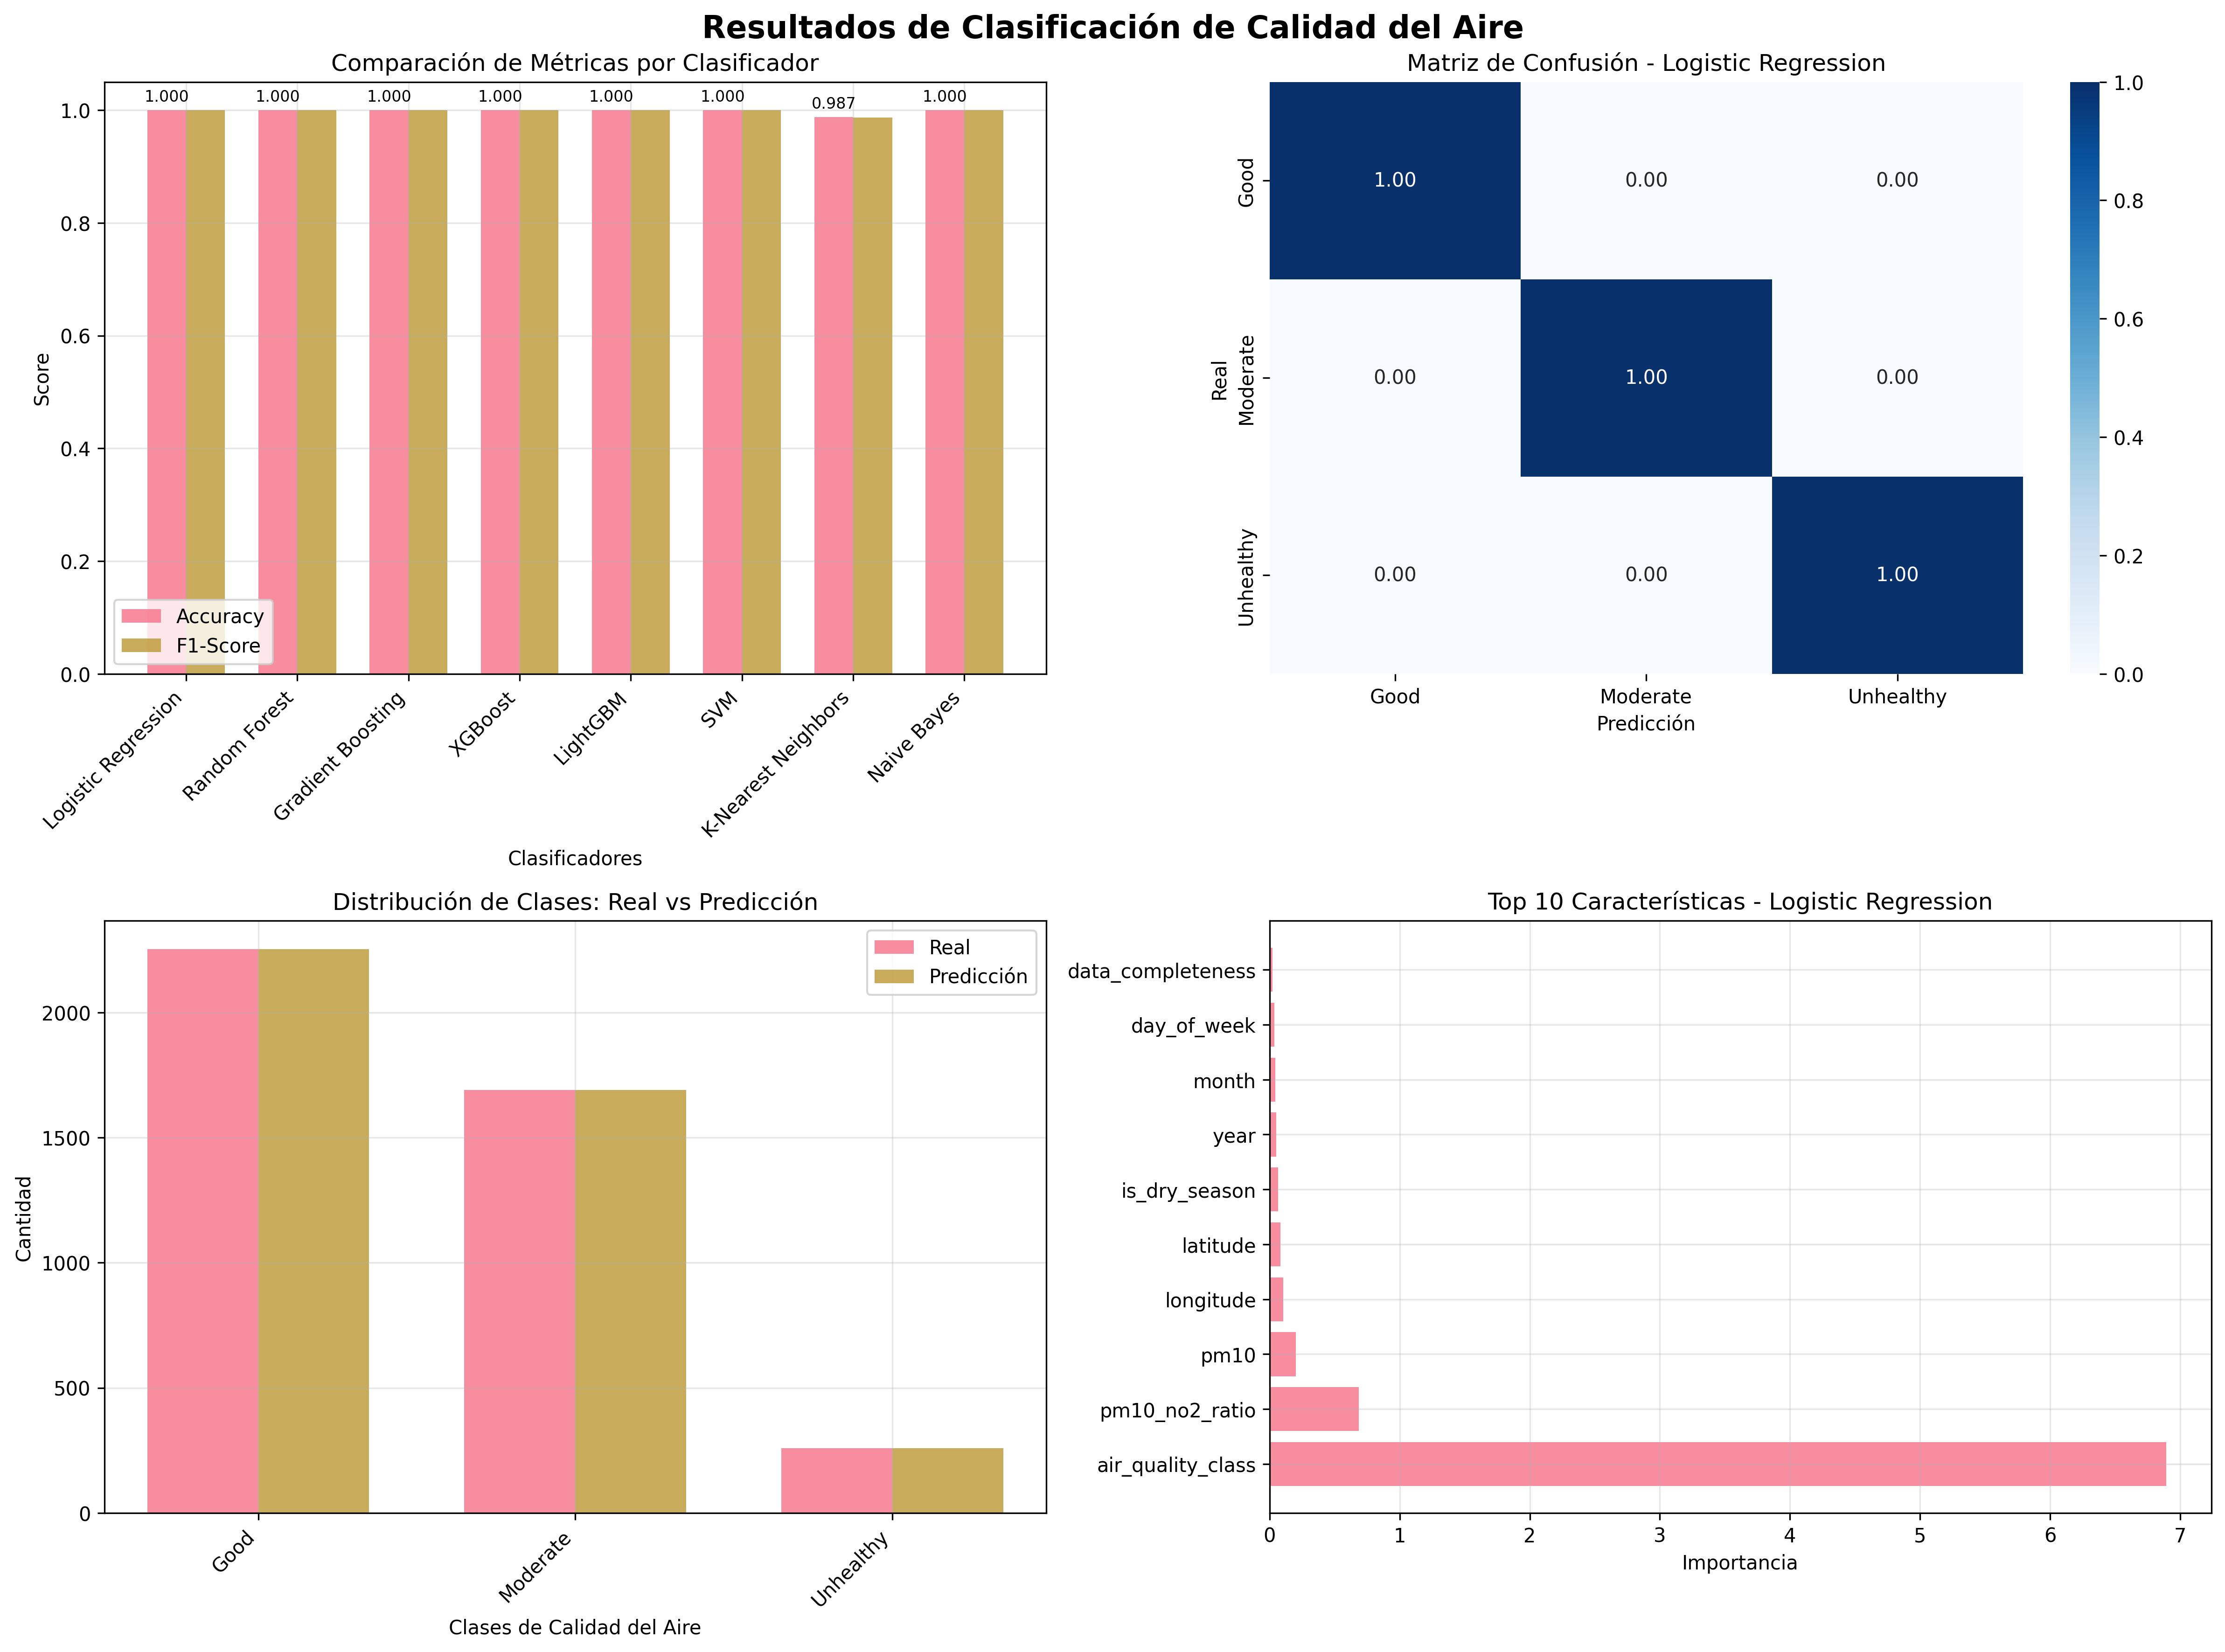 Resultados de Clasificación de Calidad del Aire
Comparación de Métricas por Clasificador
1.000 1.000 1.000 1.000 1.000 1.000 0.987 1.000
Score
1.0
0.8
0.6
0.4
0.2
0.0
Accuracy
F1-Score
Logistic Regression
Random Forest
Gradient Boosting
XGBoost
LightGBM
SVM
K-Nearest Neighbors
Naive Bayes
Clasificadores
Matriz de Confusión - Logistic Regression
Real
Good
Moderate
Unhealthy
1.00 0.00 0.00
0.00 1.00 0.00
0.00 0.00 1.00
Good Moderate Unhealthy
Predicción
1.0
0.8
0.6
0.4
0.2
0.0
Distribución de Clases: Real vs Predicción
Real
Predicción
Cantidad
2000
1500
1000
500
0
Good
Moderate
Unhealthy
Clases de Calidad del Aire
Top 10 Características - Logistic Regression
data_completeness
day_of_week
month
year
is_dry_season
latitude
longitude
pm10
pm10_no2_ratio
air_quality_class
0 1 2 3 4 5 6 7
Importancia